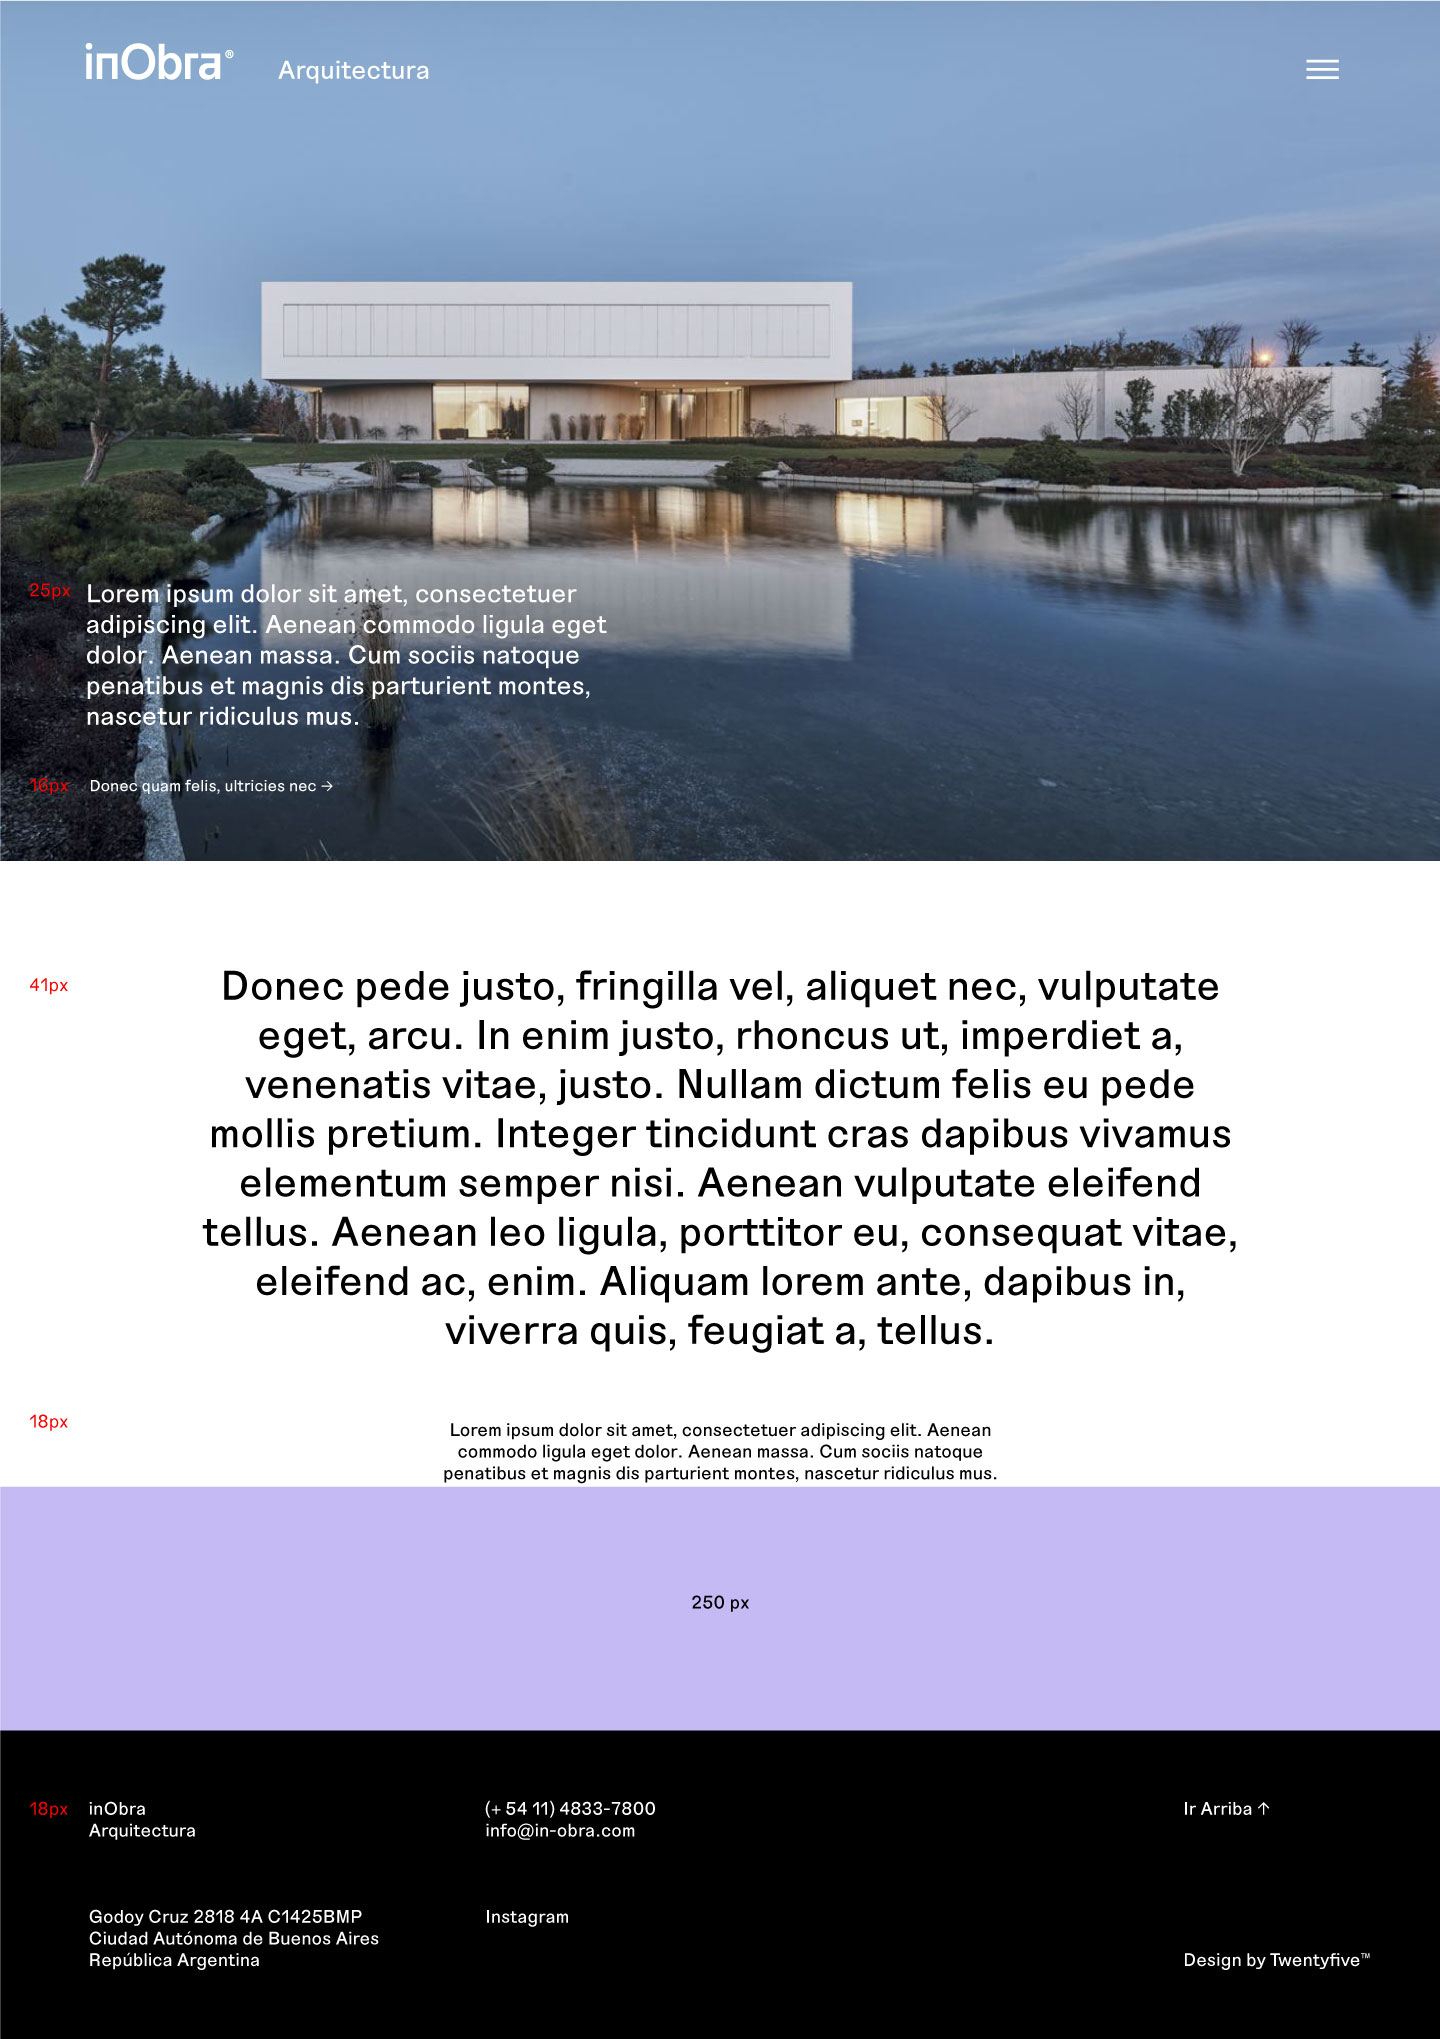 inObra® Arquitectura
25px Lorem ipsum dolor sit amet, consectetuer
adipiscing elit. Aenean commodo ligula eget
dolor. Aenean massa. Cum sociis natoque
penatibus et magnis dis parturient montes,
nascetur ridiculus mus.
16px Donec quam felis, ultricies nec →
41px Donec pede justo, fringilla vel, aliquet nec, vulputate
eget, arcu. In enim justo, rhoncus ut, imperdiet a,
venenatis vitae, justo. Nullam dictum felis eu pede
mollis pretium. Integer tincidunt cras dapibus vivamus
elementum semper nisi. Aenean vulputate eleifend
tellus. Aenean leo ligula, porttitor eu, consequat vitae,
eleifend ac, enim. Aliquam lorem ante, dapibus in,
viverra quis, feugiat a, tellus.
18px Lorem ipsum dolor sit amet, consectetuer adipiscing elit. Aenean
commodo ligula eget dolor. Aenean massa. Cum sociis natoque
penatibus et magnis dis parturient montes, nascetur ridiculus mus.
250 px
18px inObra
Arquitectura
(+ 54 11) 4833-7800
info@in-obra.com
Ir Arriba ↑
Godoy Cruz 2818 4A C1425BMP
Ciudad Autónoma de Buenos Aires
República Argentina
Instagram
Design by Twentyfive™